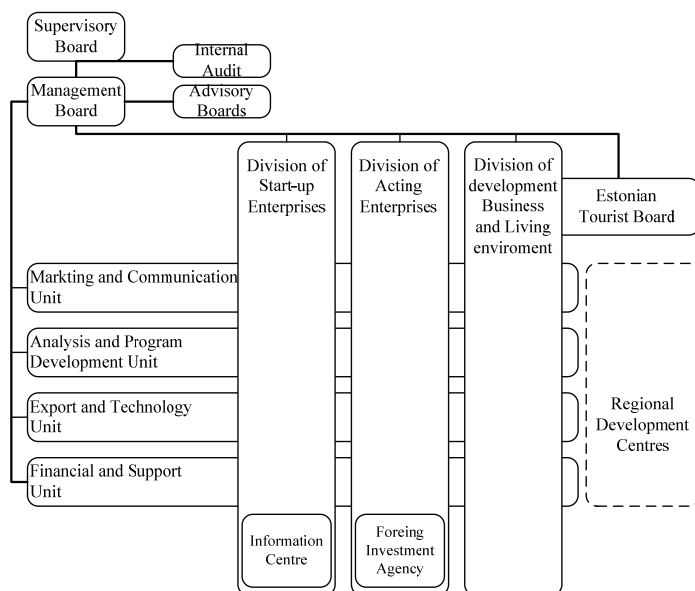 Supervisory
Board
Internal
Audit
Management
Board
Advisory
Boards
Division of
Start-up
Enterprises
Division of
Acting
Enterprises
Division of
development
Business
and Living
enviroment
Estonian
Tourist Board
Markting and Communication
Unit
Analysis and Program
Development Unit
Export and Technology
Unit
Financial and Support
Unit
Regional
Development
Centres
Information
Centre
Foreing
Investment
Agency